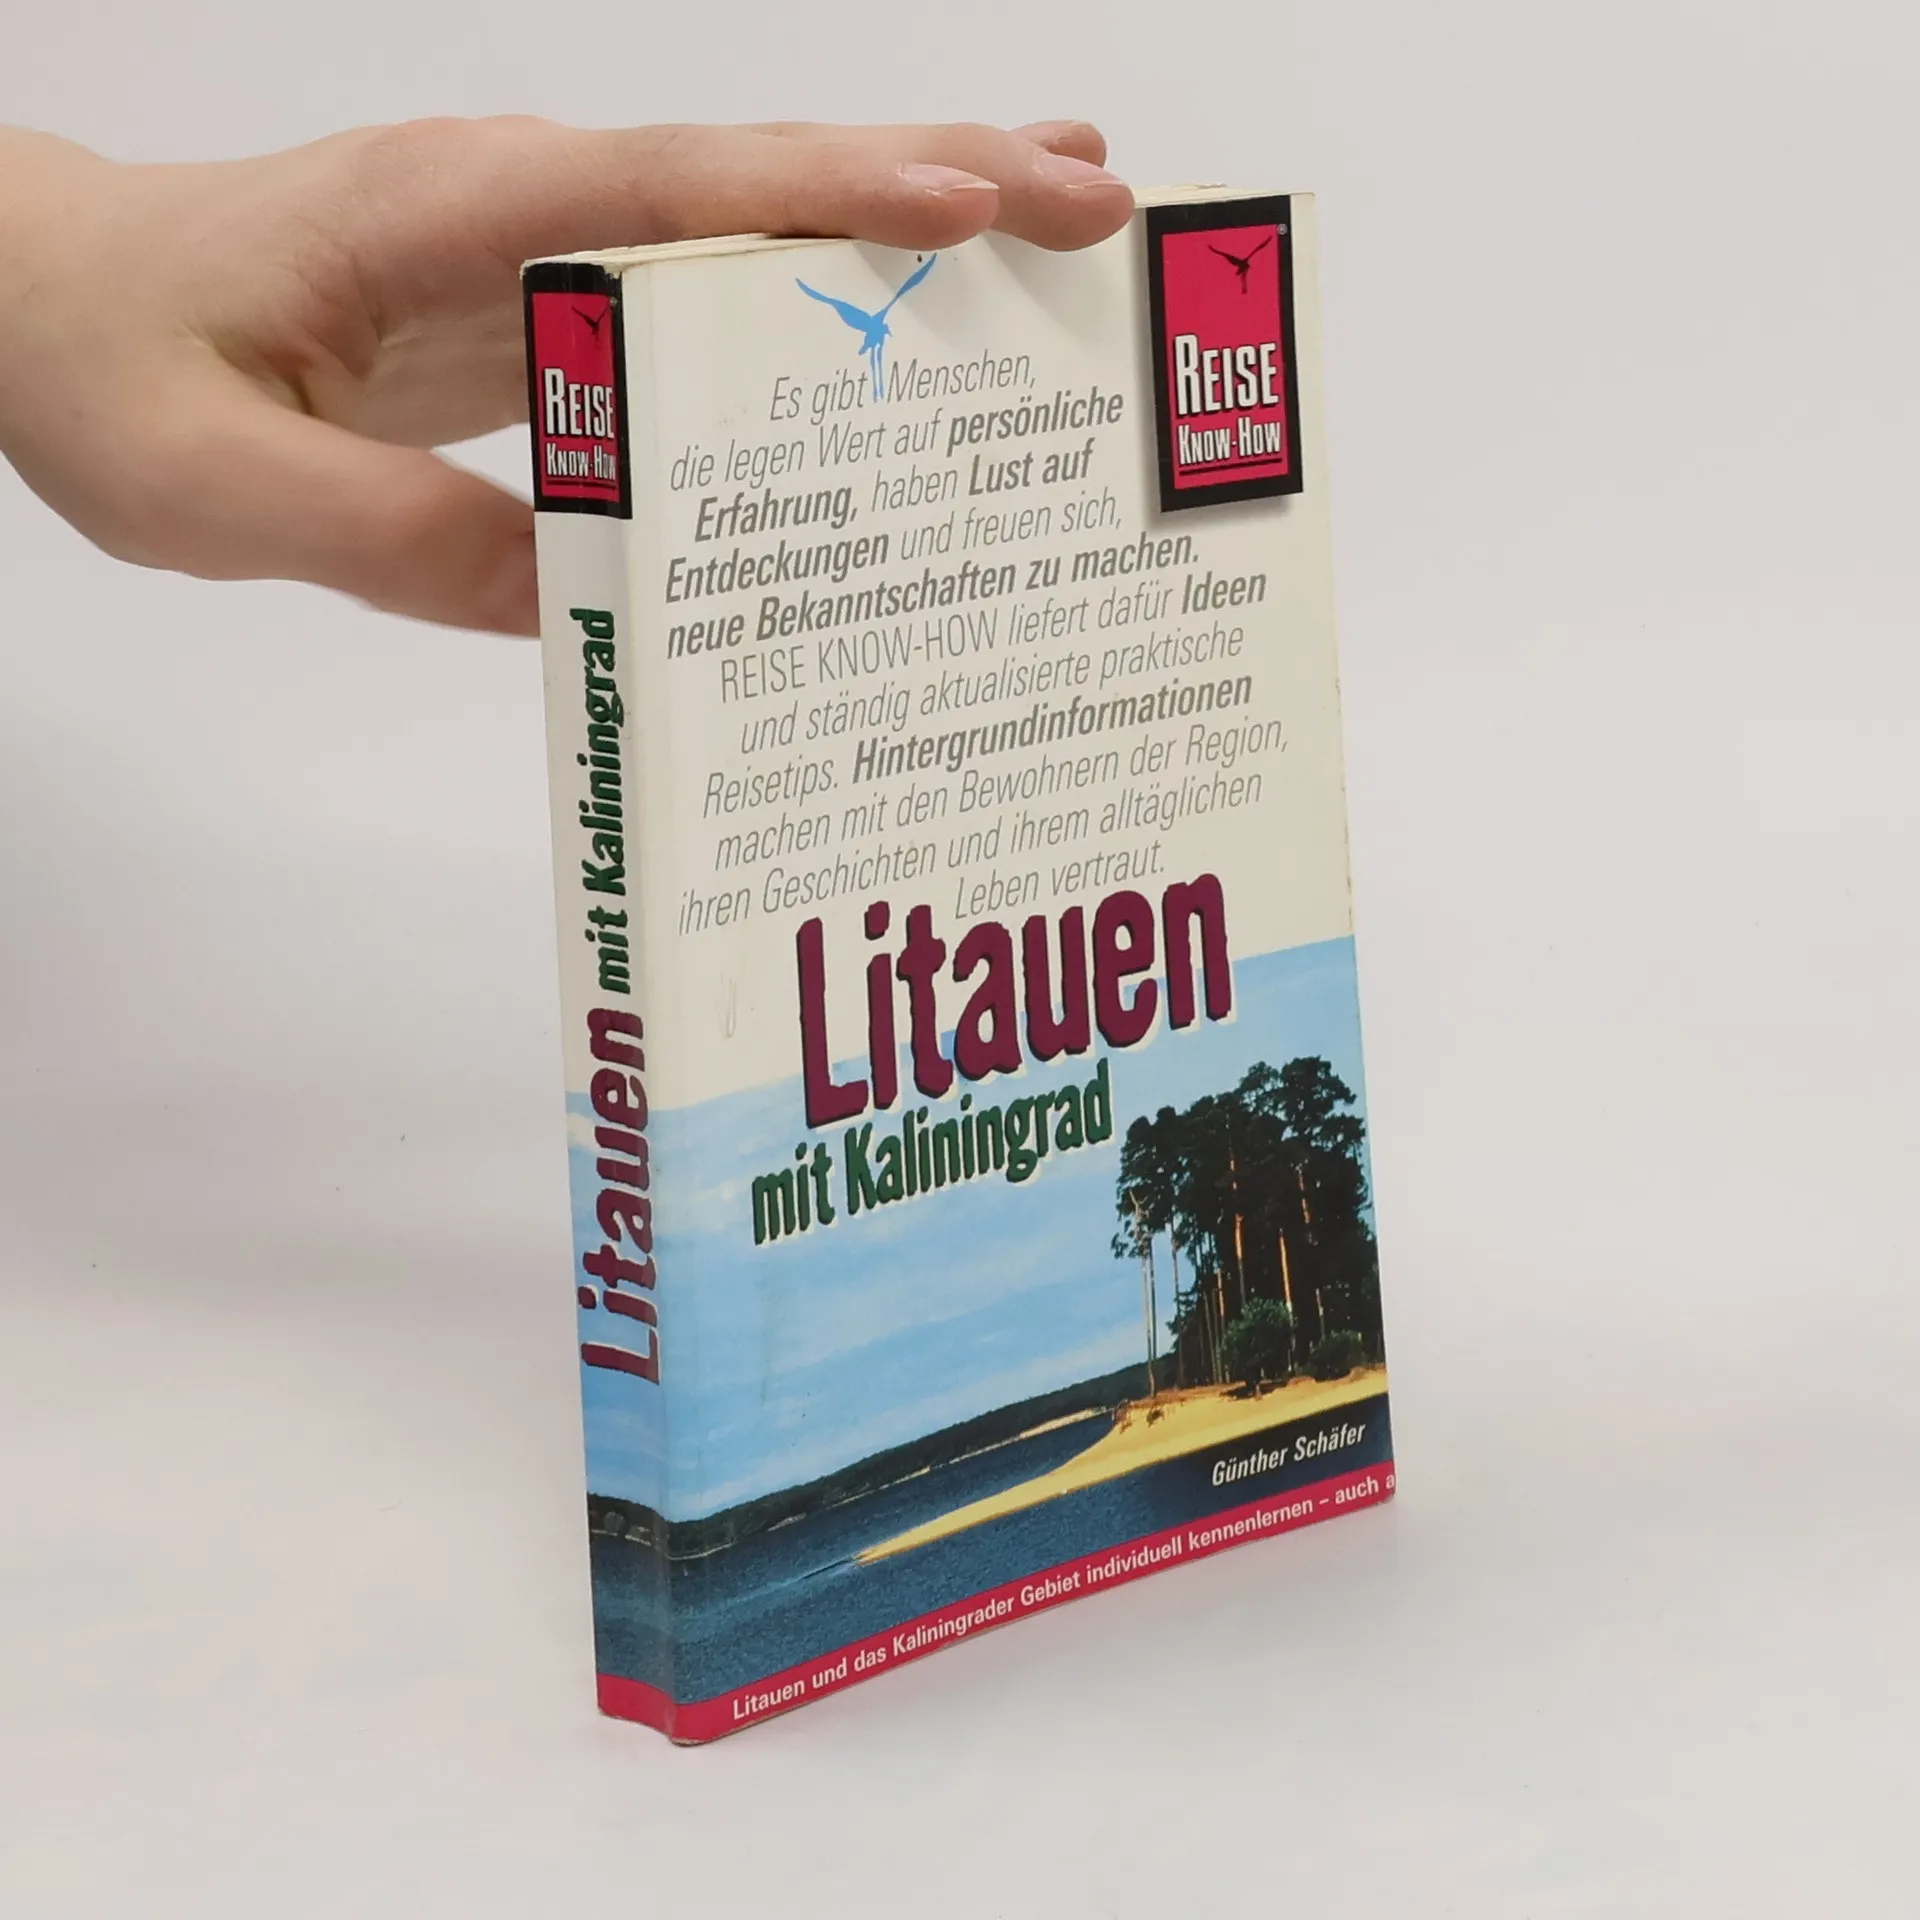 REISE
KNOW-HOW
Litauen mit Kaliningrad
REISE
KNOW-HOW
Es gibt Menschen,
die legen Wert auf persönliche
Erfahrung, haben Lust auf
Entdeckungen und freuen sich,
neue Bekanntschaften zu machen.
REISE KNOW-HOW liefert dafür Ideen
und ständig aktualisierte praktische
Reisetips. Hintergrundinformationen
machen mit den Bewohnern der Region,
ihren Geschichten und ihrem alltäglichen
Leben vertraut.
Litauen
mit Kaliningrad
Günther Schäfer
Litauen und das Kaliningrader Gebiet individuell kennenlernen – auch a